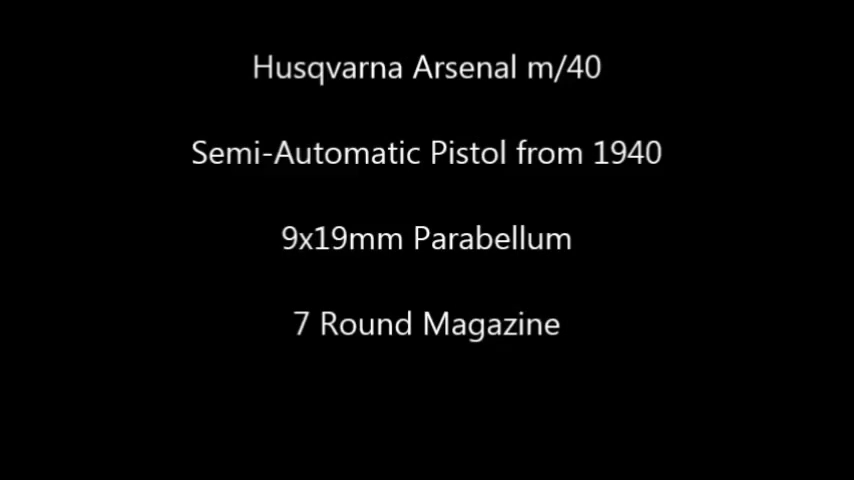 Husqvarna Arsenal m/40
Semi-Automatic Pistol from 1940
9x19mm Parabellum
7 Round Magazine